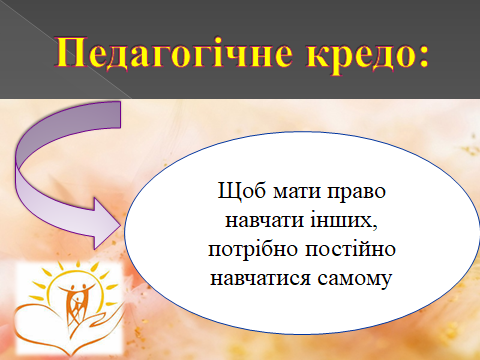 Педагогічне кредо:
Щоб мати право
навчати інших,
потрібно постійно
навчатися самому